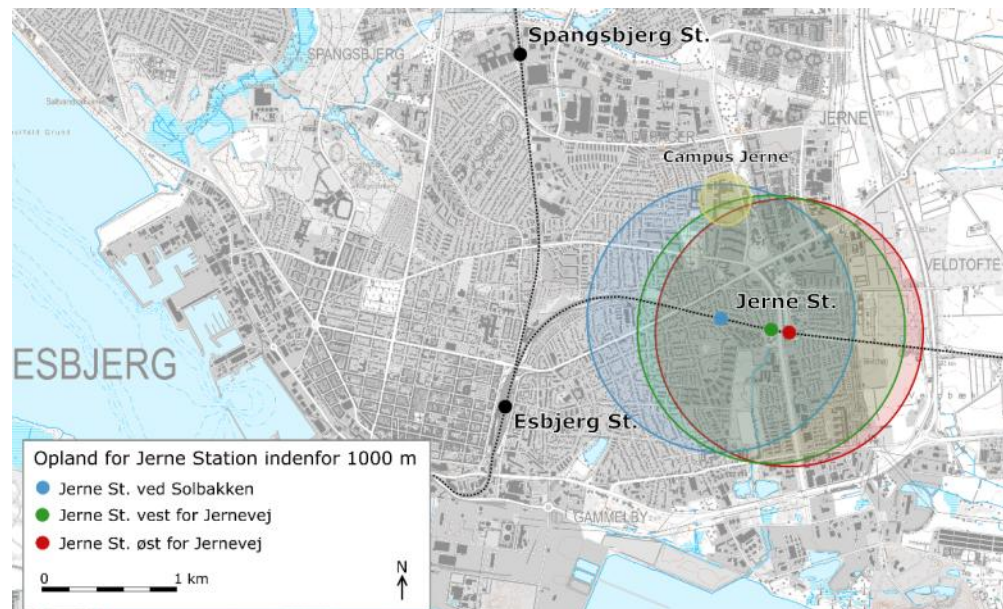 Spangsbjerg St.
SPANGSBJERG
JERNE
Campus Jerne
VELDTOFTE
Jerne St.
ESBJERG
Esbjerg St.
GAMMELBY
Opland for Jerne Station indenfor 1000 m
Jerne St. ved Solbakken
Jerne St. vest for Jernevej
Jerne St. øst for Jernevej
0 1 km
N